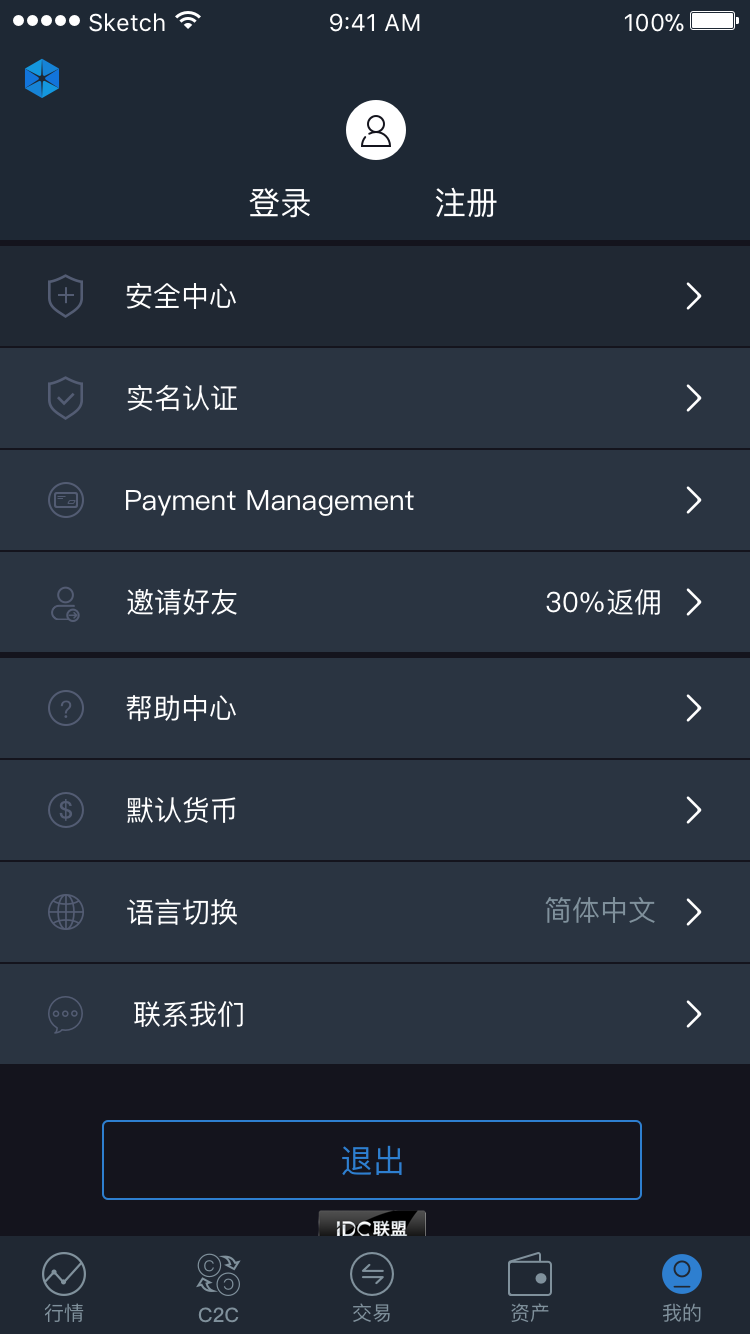 Sketch 9:41 AM 100%
登录 注册
安全中心
实名认证
Payment Management
邀请好友 30%返佣
帮助中心
默认货币
语言切换 简体中文
联系我们
退出
IDC联盟
行情 C2C 交易 资产 我的